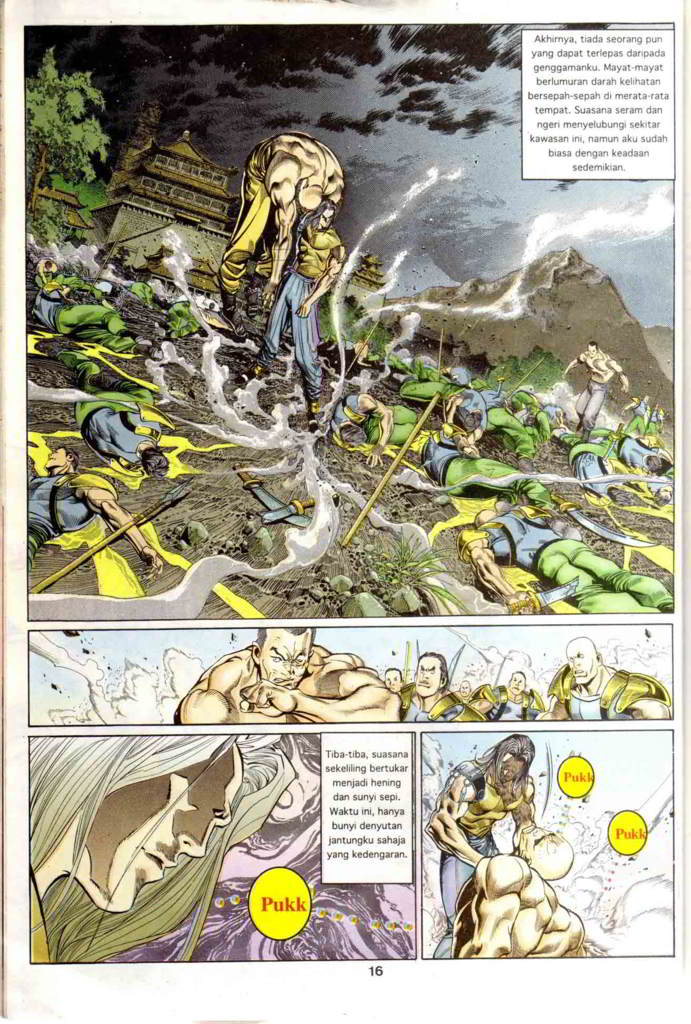 Akhirnya, tiada seorang pun
yang dapat terlepas daripada
genggamanku. Mayat-mayat
berlumuran darah kelihatan
bersepah-sepah di merata-rata
tempat. Suasana seram dan
ngeri menyelubungi sekitar
kawasan ini, namun aku sudah
biasa dengan keadaan
sedemikian.
Tiba-tiba, suasana
sekeliling bertukar
menjadi hening
dan sunyi sepi.
Waktu ini, hanya
bunyi denyutan
jantungku sahaja
yang kedengaran.
Pukk
Pukk
Pukk
16